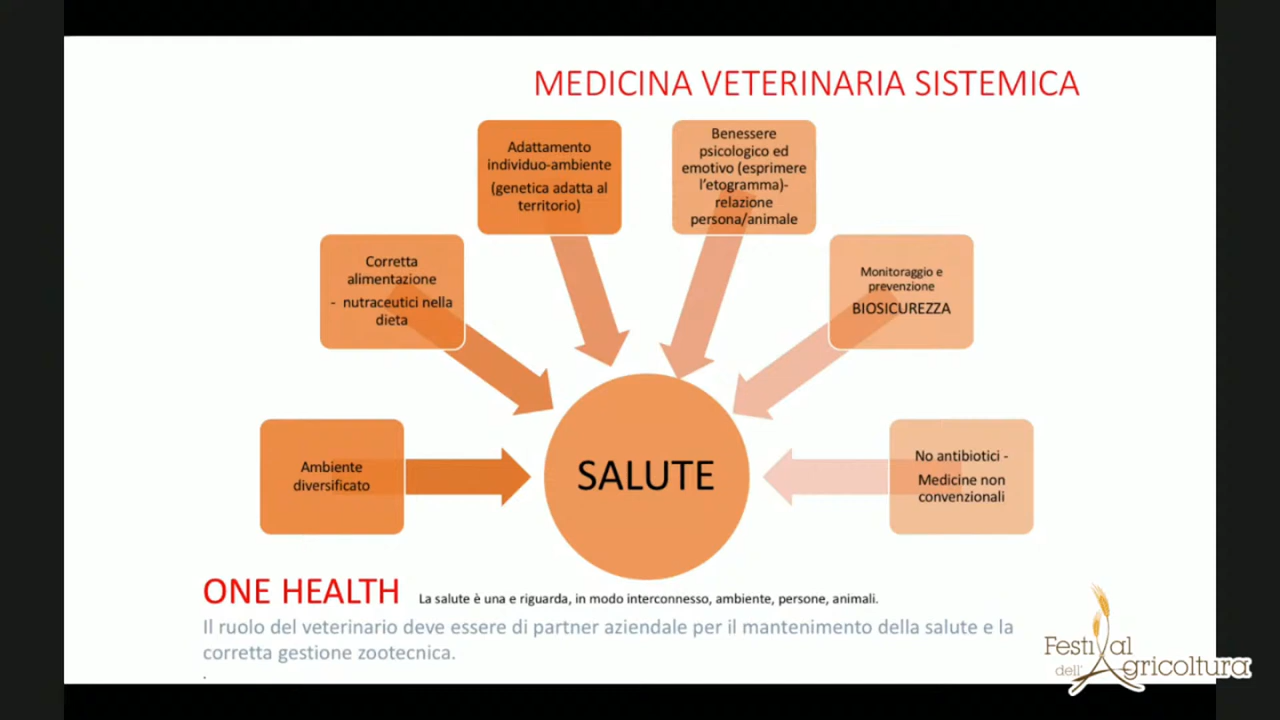 MEDICINA VETERINARIA SISTEMICA
Adattamento
individuo-ambiente
(genetica adatta al
territorio)
Benessere
psicologico ed
emotivo (esprimere
l'etogramma)-
relazione
persona/animale
Corretta
alimentazione
- nutraceutici nella
dieta
Monitoraggio e
prevenzione
BIOSICUREZZA
Ambiente
diversificato
SALUTE
No antibiotici -
Medicine non
convenzionali
ONE HEALTH La salute è una e riguarda, in modo interconnesso, ambiente, persone, animali.
Il ruolo del veterinario deve essere di partner aziendale per il mantenimento della salute e la
corretta gestione zootecnica.
.
Festival
dell'Agricoltura